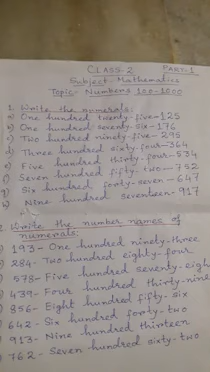 CLASS-2 PART-1
Subject Mathematics
Topic- Numbers 100-1000
1. Write the numerals:
a) One hundred twenty-five-125
b) One hundred seventy-six-176
c) Two hundred ninety-five-295
d) Three hundred sixty-four-364
e) Five hundred thirty-four-534
f) Seven hundred fifty-two-752
g) Six hundred forty-seven-647
h) Nine hundred seventeen-917
2. Write the number names of
numerals:
193-One hundred ninety-three
284-Two hundred eighty-four
578-Five hundred seventy-eigh
439-Four hundred thirty-nine
856-Eight hundred fifty-six
642-Six hundred forty-two
913-Nine hundred thirteen
762-Seven hundred sixty-two